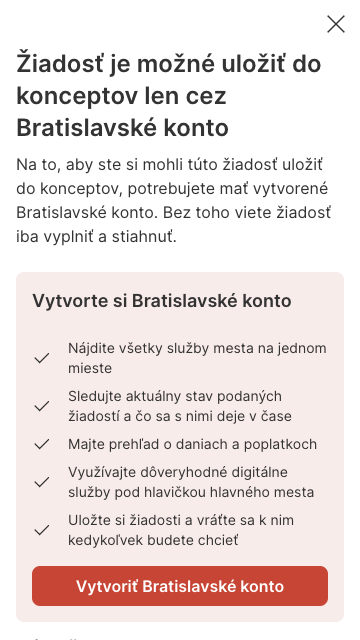 Žiadosť je možné uložiť do
konceptov len cez
Bratislavské konto
Na to, aby ste si mohli túto žiadosť uložiť
do konceptov, potrebujete mať vytvorené
Bratislavské konto. Bez toho viete žiadosť
iba vyplniť a stiahnuť.
Vytvorte si Bratislavské konto
Nájdite všetky služby mesta na jednom
mieste
Sledujte aktuálny stav podaných
žiadostí a čo sa s nimi deje v čase
Majte prehľad o daniach a poplatkoch
Využívajte dôveryhodné digitálne
služby pod hlavičkou hlavného mesta
Uložte si žiadosti a vráťte sa k nim
kedykoľvek budete chcieť
Vytvoriť Bratislavské konto